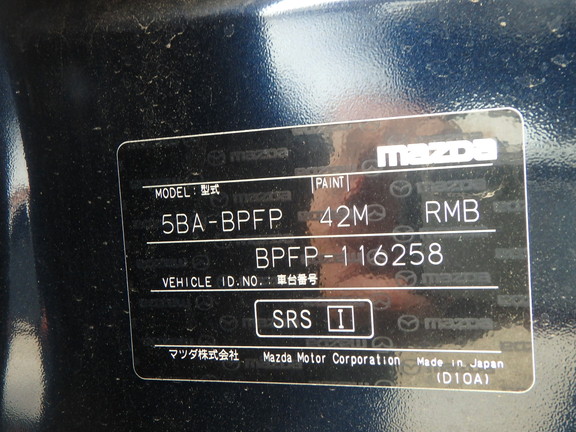 mazda
MODEL: 型式 PAINT
5BA-BPFP 42M RMB
BPFP-116258
VEHICLE ID.NO.: 車台番号
SRS I
マツダ株式会社 Mazda Motor Corporation Made in Japan
(D10A)